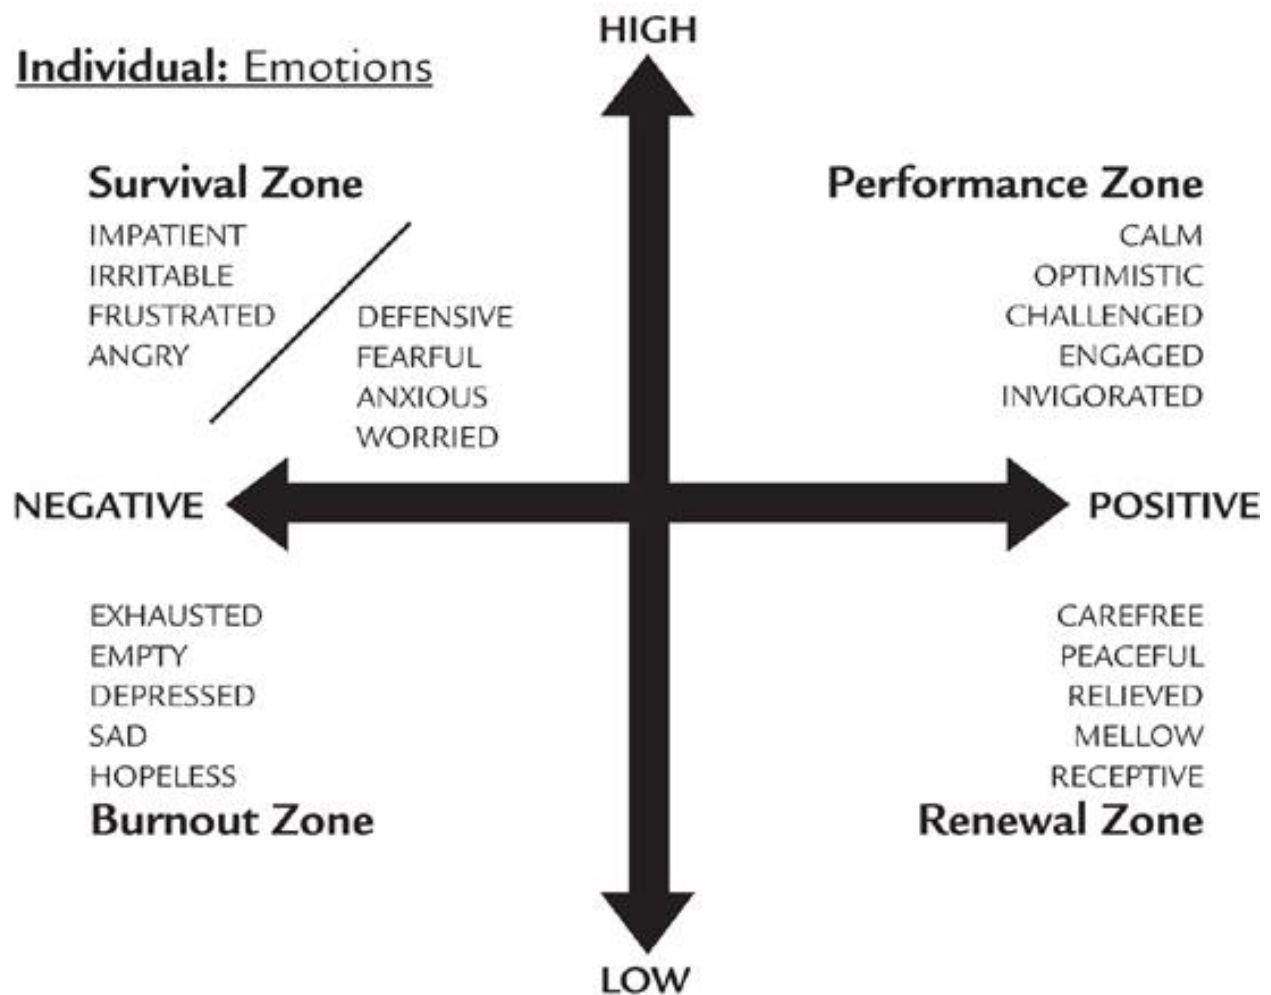 HIGH
Individual: Emotions
Survival Zone
IMPATIENT
IRRITABLE
FRUSTRATED
ANGRY
DEFENSIVE
FEARFUL
ANXIOUS
WORRIED
Performance Zone
CALM
OPTIMISTIC
CHALLENGED
ENGAGED
INVIGORATED
NEGATIVE
POSITIVE
EXHAUSTED
EMPTY
DEPRESSED
SAD
HOPELESS
Burnout Zone
CAREFREE
PEACEFUL
RELIEVED
MELLOW
RECEPTIVE
Renewal Zone
LOW